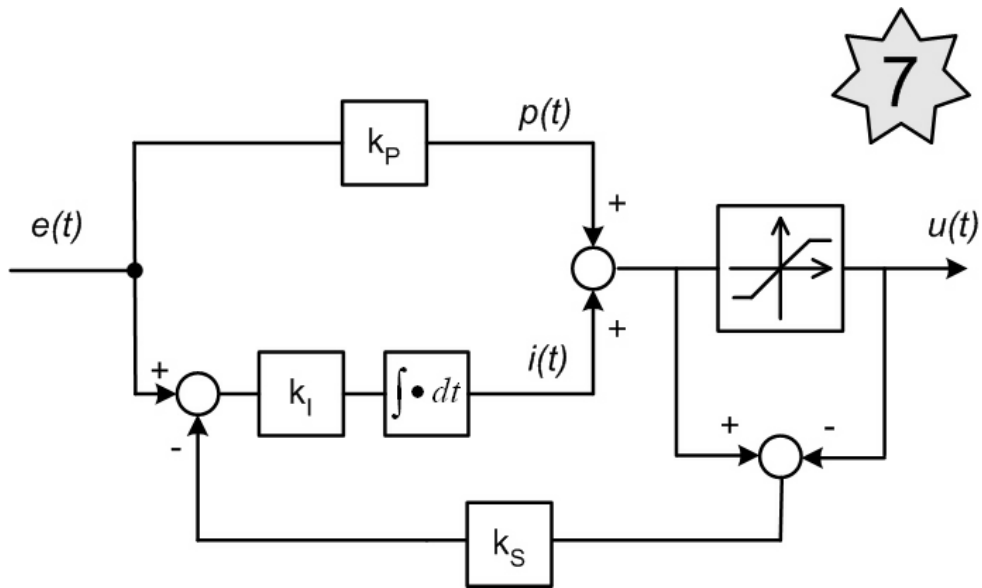 7
p(t)
k_P
e(t)
+
u(t)
+
i(t)
+
k_I
∫ • dt
-
+
-
k_S